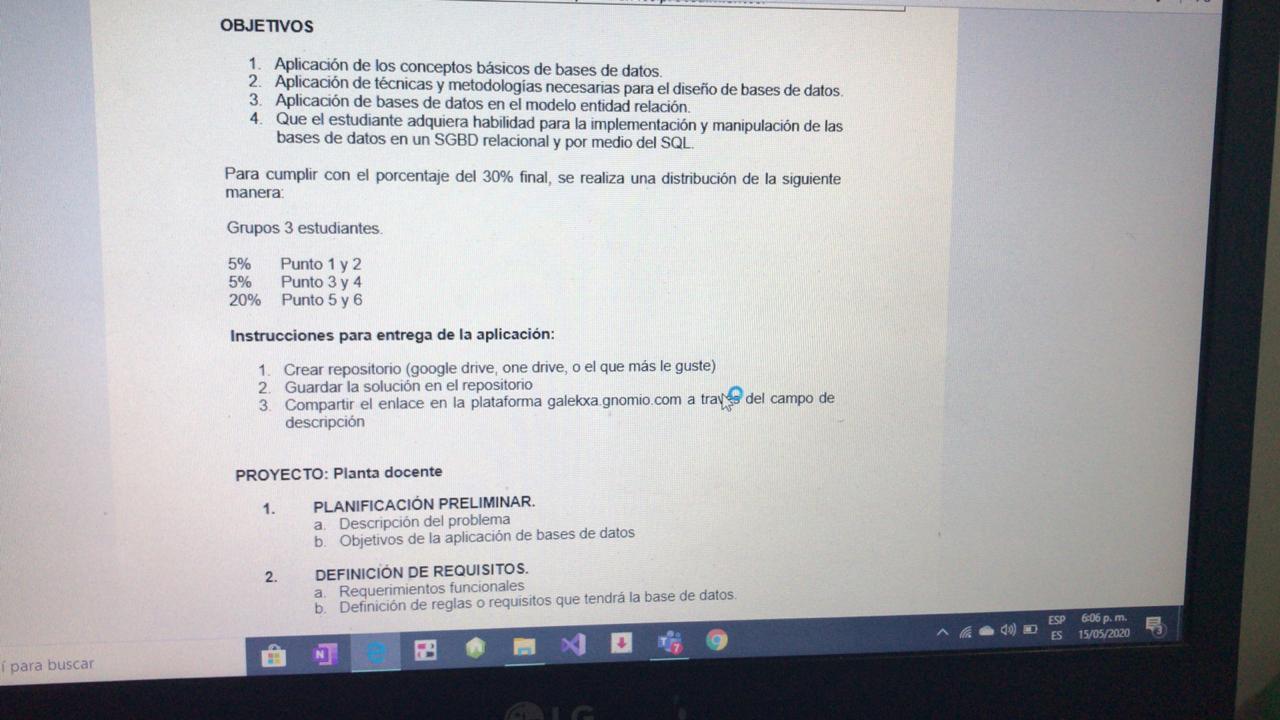 OBJETIVOS
1. Aplicación de los conceptos básicos de bases de datos.
2. Aplicación de técnicas y metodologías necesarias para el diseño de bases de datos.
3. Aplicación de bases de datos en el modelo entidad relación.
4. Que el estudiante adquiera habilidad para la implementación y manipulación de las
bases de datos en un SGBD relacional y por medio del SQL.
Para cumplir con el porcentaje del 30% final, se realiza una distribución de la siguiente
manera:
Grupos 3 estudiantes.
5% Punto 1 y 2
5% Punto 3 y 4
20% Punto 5 y 6
Instrucciones para entrega de la aplicación:
1. Crear repositorio (google drive, one drive, o el que más le guste)
2. Guardar la solución en el repositorio
3. Compartir el enlace en la plataforma galekxa.gnomio.com a través del campo de
descripción
PROYECTO: Planta docente
1. PLANIFICACIÓN PRELIMINAR.
a. Descripción del problema
b. Objetivos de la aplicación de bases de datos
2. DEFINICIÓN DE REQUISITOS.
a. Requerimientos funcionales
b. Definición de reglas o requisitos que tendrá la base de datos.
í para buscar
N
T
7
ESP
ES
6:06 p. m.
15/05/2020
3
LG